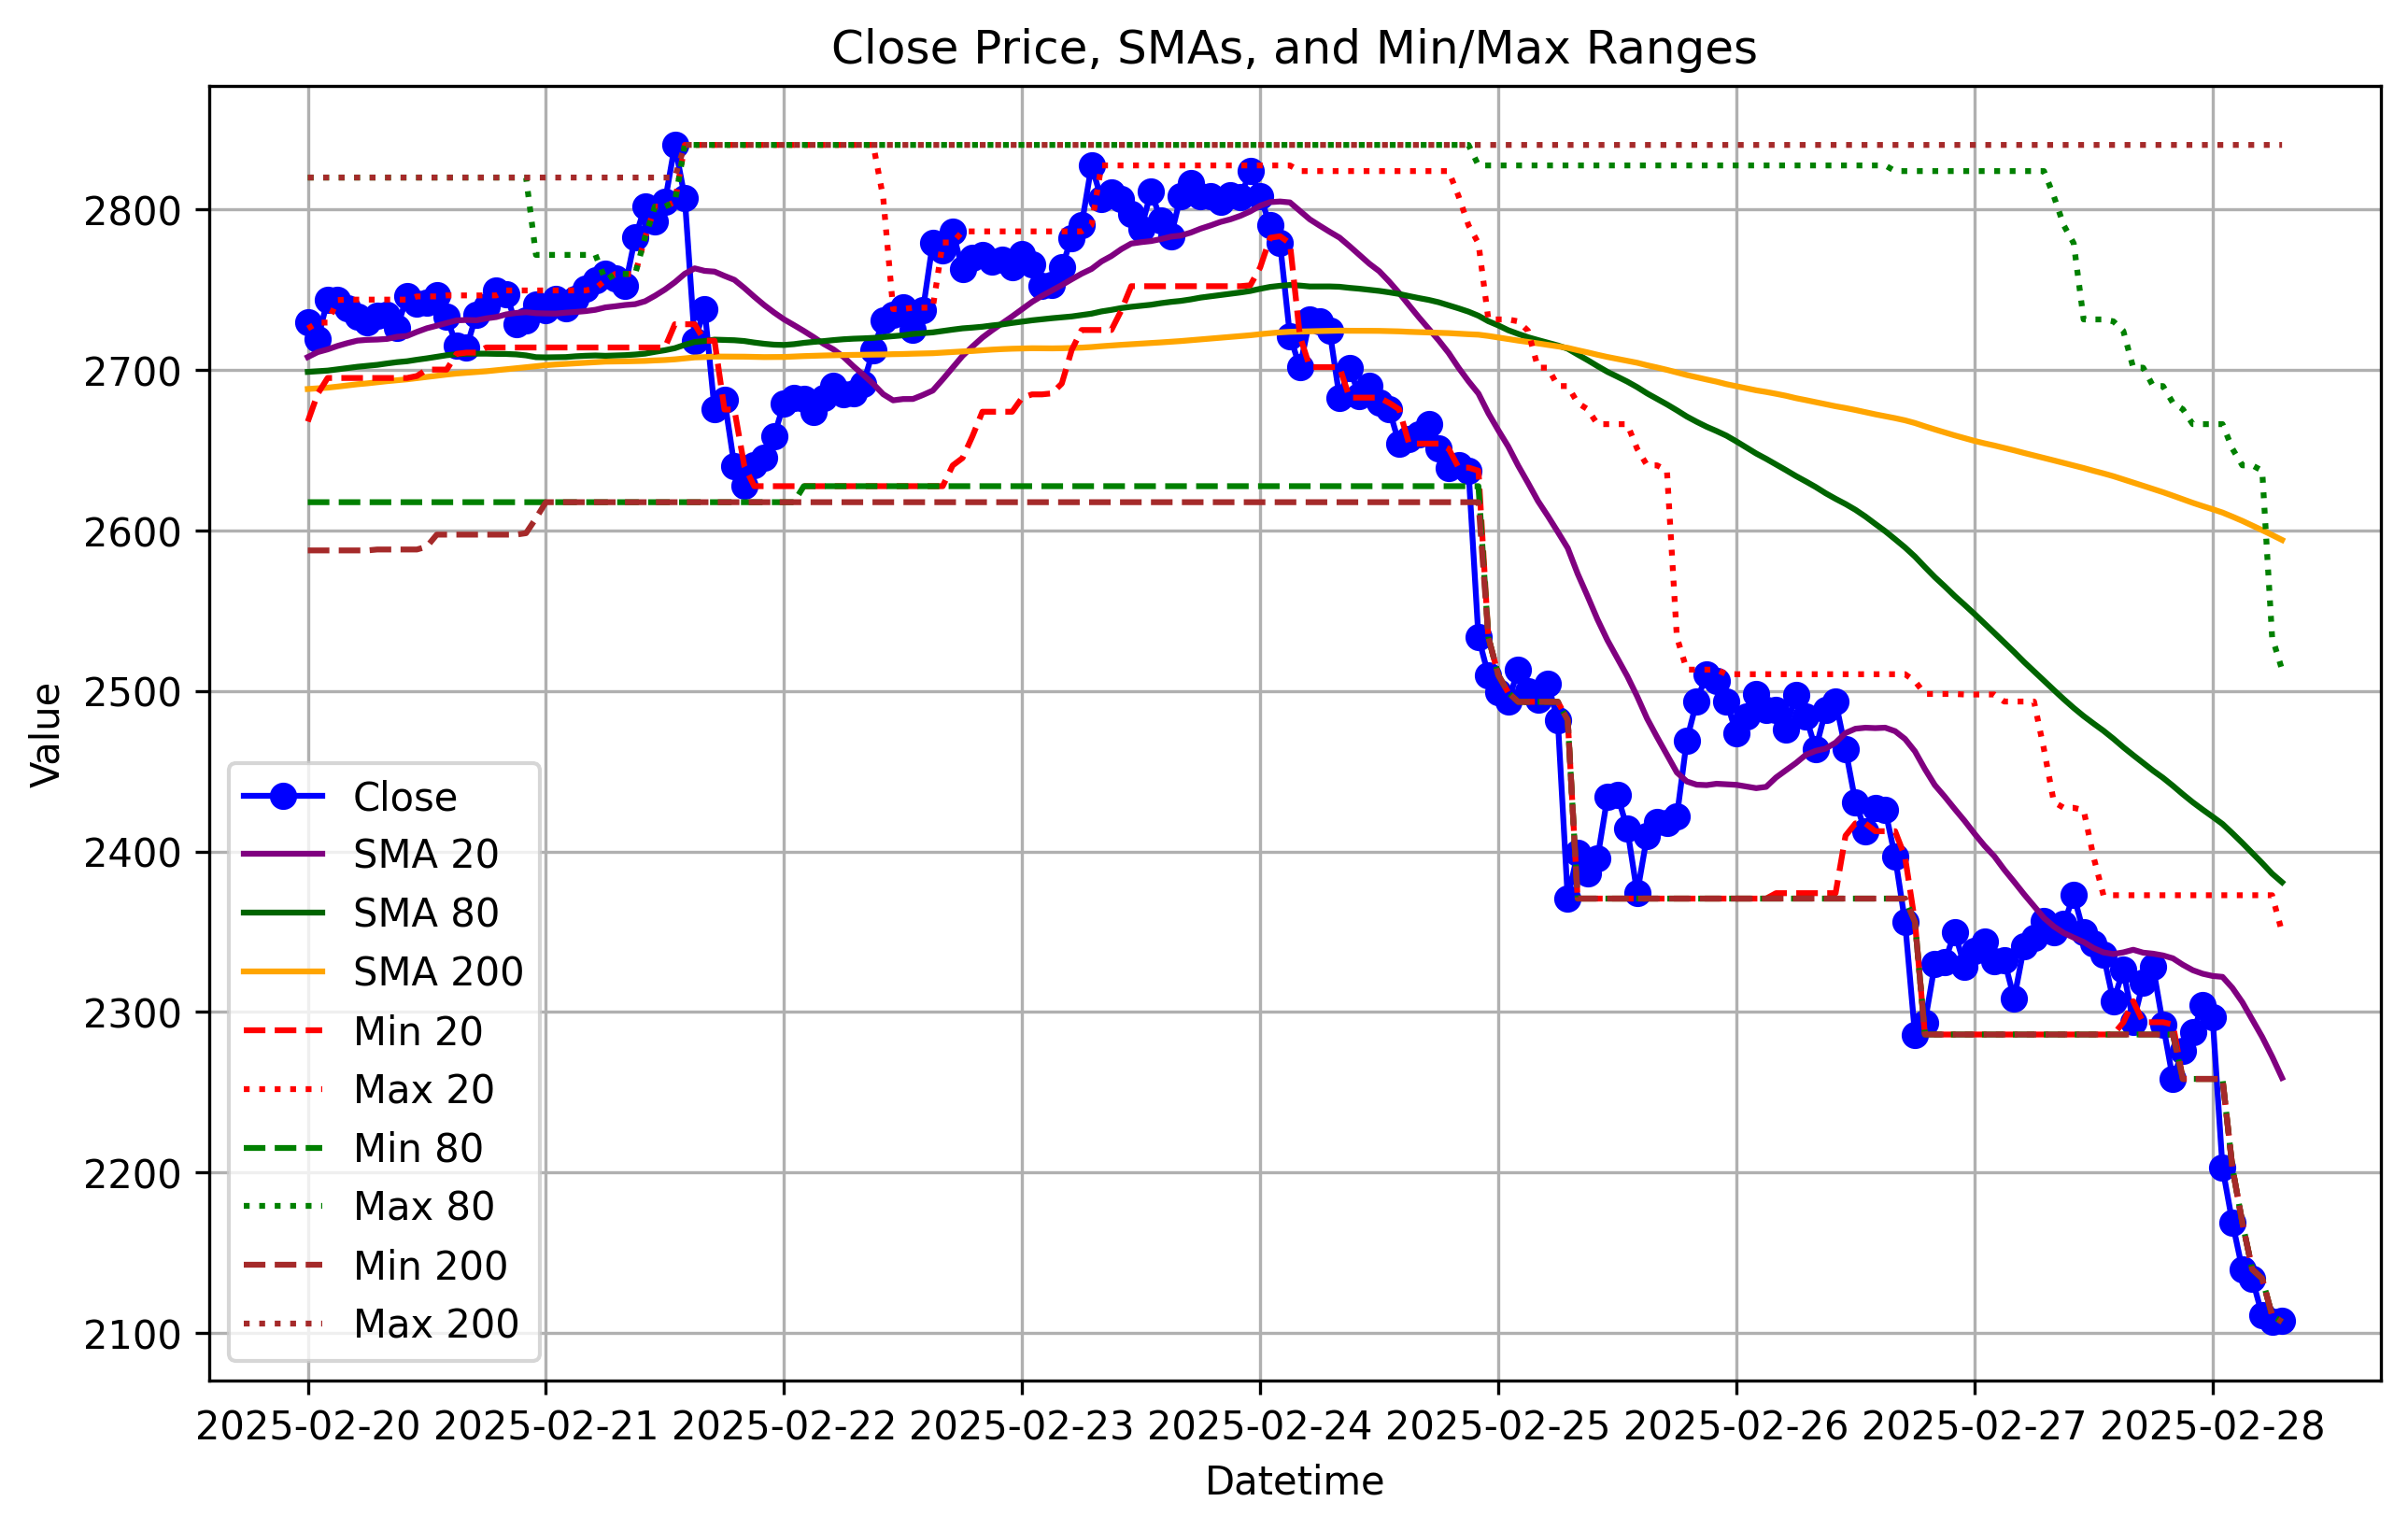 Close Price, SMAs, and Min/Max Ranges
Value
2800
2700
2600
2500
2400
2300
2200
2100
Close
SMA 20
SMA 80
SMA 200
Min 20
Max 20
Min 80
Max 80
Min 200
Max 200
2025-02-20 2025-02-21 2025-02-22 2025-02-23 2025-02-24 2025-02-25 2025-02-26 2025-02-27 2025-02-28
Datetime